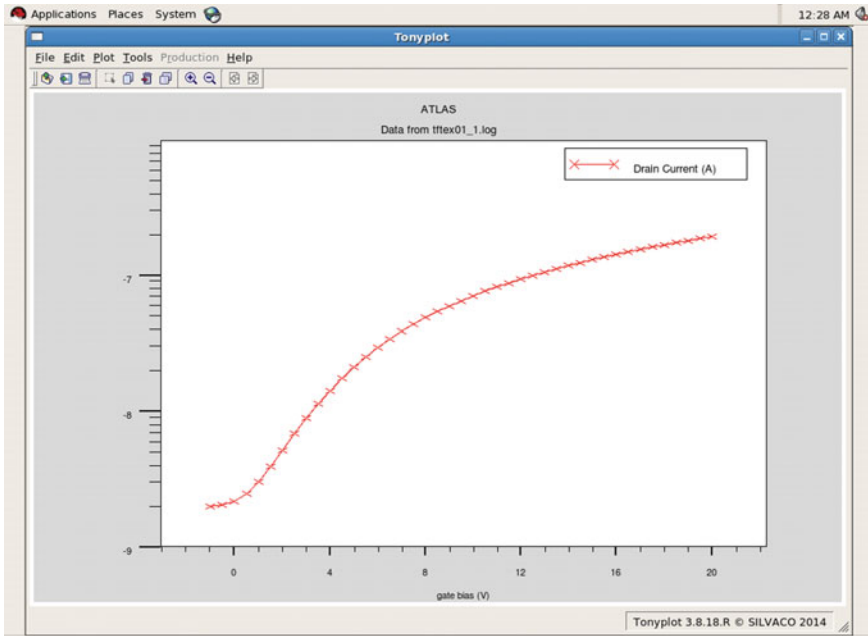 Applications Places System
12:28 AM
Tonyplot
File Edit Plot Tools Production Help
ATLAS
Data from tftex01_1.log
Drain Current (A)
-7
-8
-9
0 4 8 12 16 20
gate bias (V)
Tonyplot 3.8.18.R © SILVACO 2014